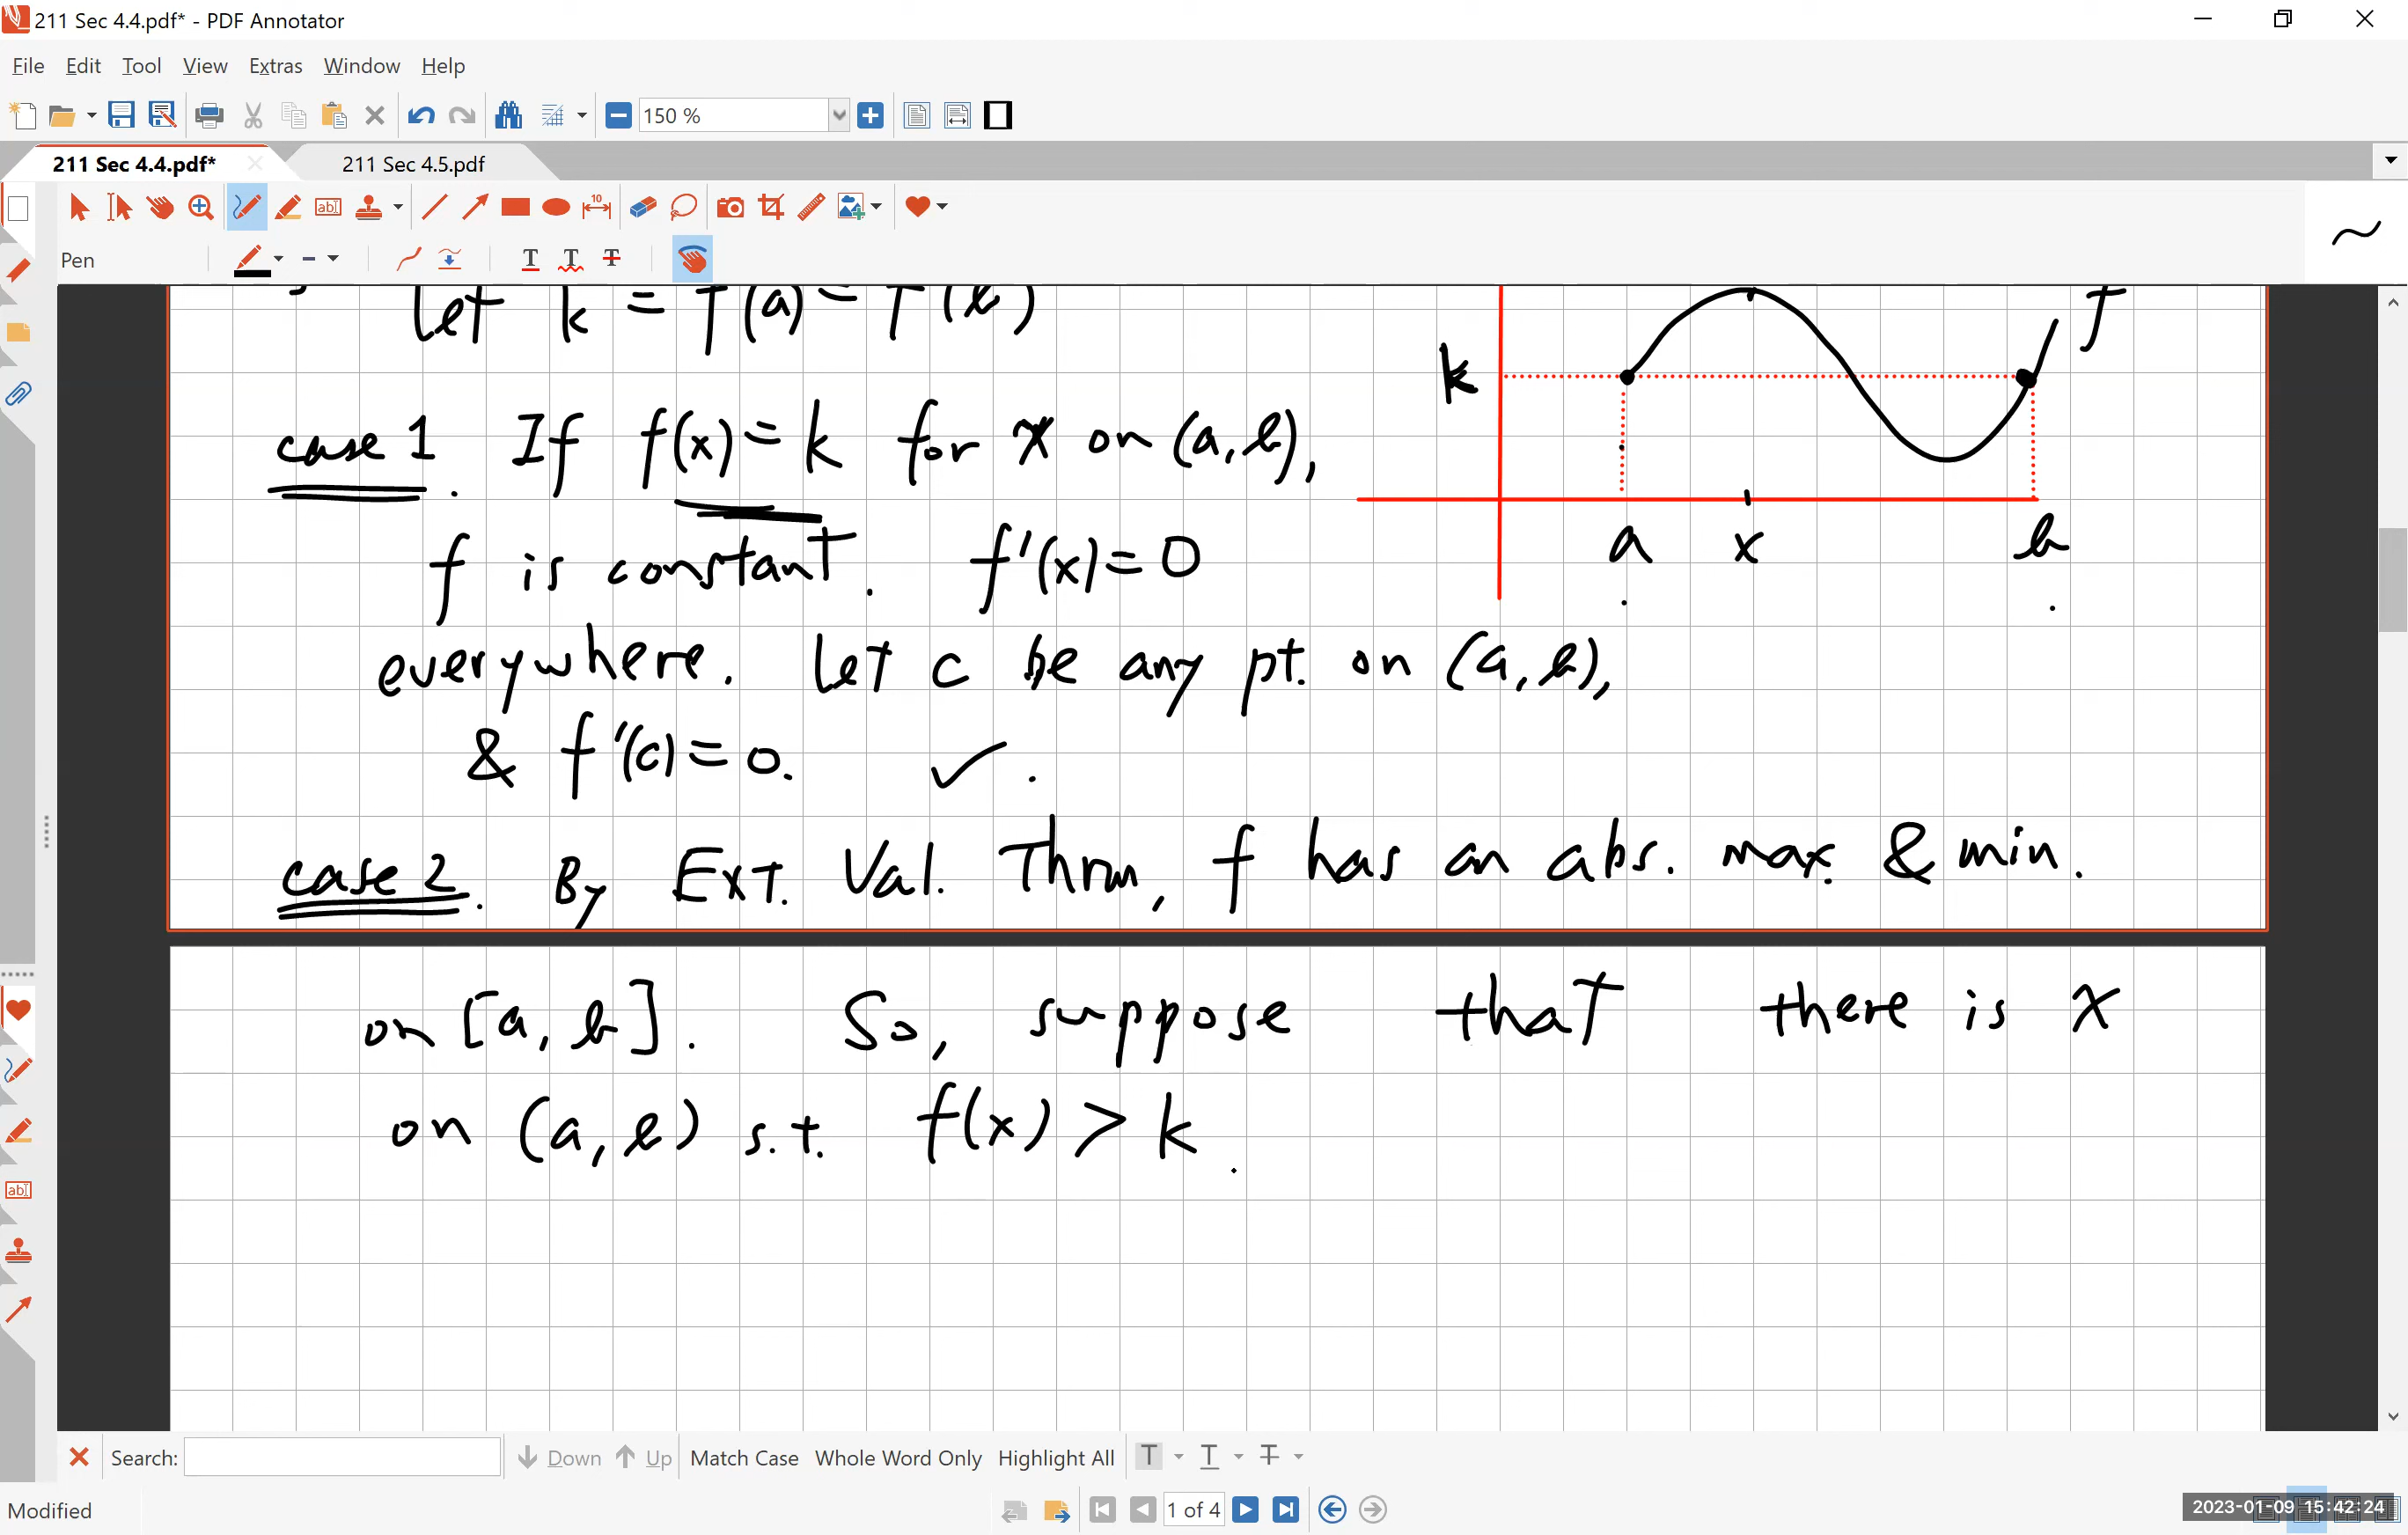 211 Sec 4.4.pdf* - PDF Annotator
File Edit Tool View Extras Window Help
150 %
211 Sec 4.4.pdf* 211 Sec 4.5.pdf
Pen
Let k = f(a) = f(b)
f
k
case 1. If f(x) = k for x on (a, b),
a x b
f is constant. f'(x) = 0
everywhere. Let c be any pt. on (a, b),
& f'(c) = 0. ✓.
case 2. By Ext. Val. Thrm, f has an abs. max & min.
on [a, b]. So, suppose that there is x
on (a, b) s.t. f(x) > k.
Search: Down Up Match Case Whole Word Only Highlight All
Modified 1 of 4 2023-01-09 15:42:24